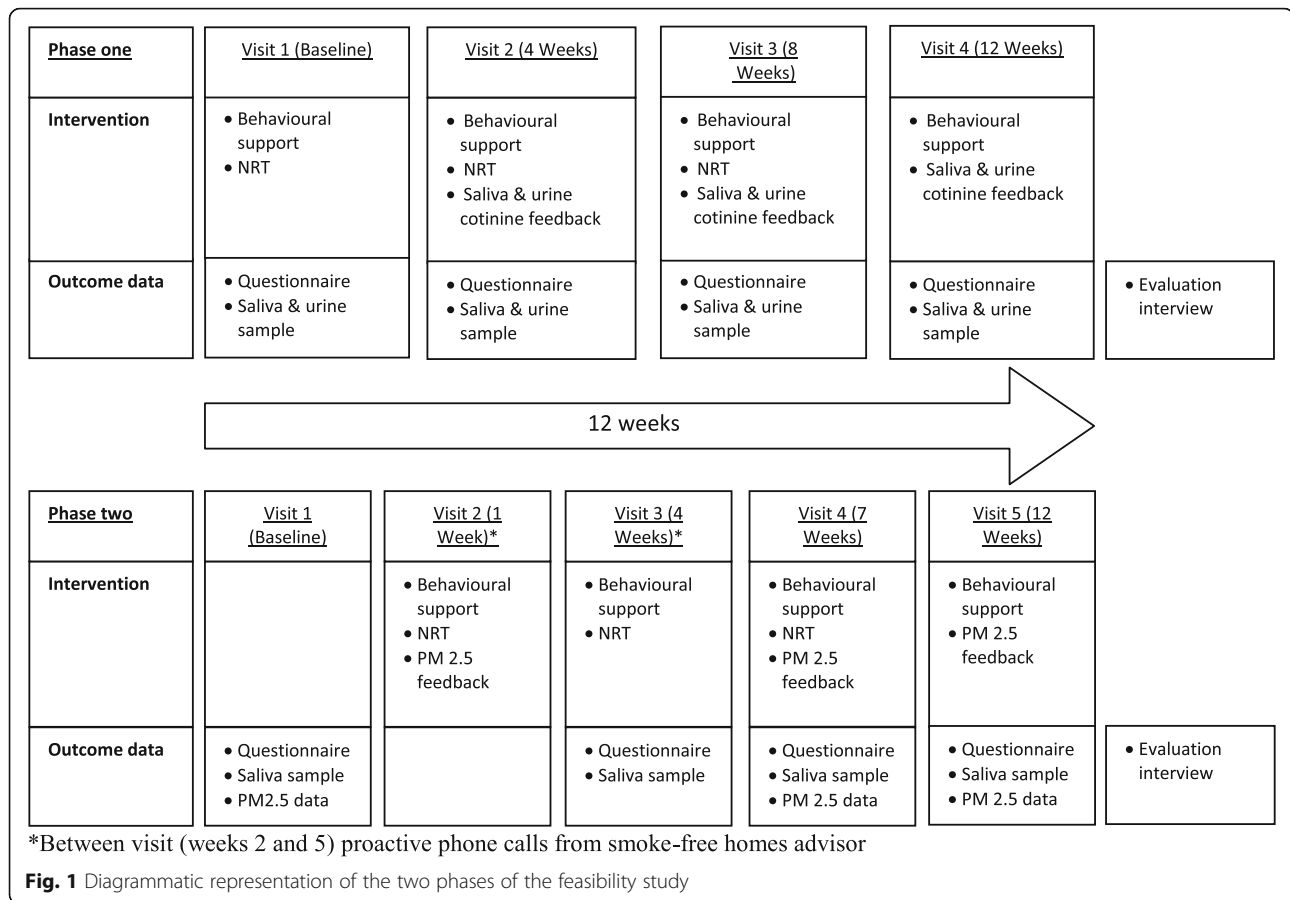 Phase one
Visit 1 (Baseline)
Visit 2 (4 Weeks)
Visit 3 (8
Weeks)
Visit 4 (12 Weeks)
Intervention
• Behavioural
support
• NRT
• Behavioural
support
• NRT
• Saliva & urine
cotinine feedback
• Behavioural
support
• NRT
• Saliva & urine
cotinine feedback
• Behavioural
support
• Saliva & urine
cotinine feedback
Outcome data
• Questionnaire
• Saliva & urine
sample
• Questionnaire
• Saliva & urine
sample
• Questionnaire
• Saliva & urine
sample
• Questionnaire
• Saliva & urine
sample
• Evaluation
interview
12 weeks
Phase two
Visit 1
(Baseline)
Visit 2 (1
Week)*
Visit 3 (4
Weeks)*
Visit 4 (7
Weeks)
Visit 5 (12
Weeks)
Intervention
• Behavioural
support
• NRT
• PM 2.5
feedback
• Behavioural
support
• NRT
• Behavioural
support
• NRT
• PM 2.5
feedback
• Behavioural
support
• PM 2.5
feedback
Outcome data
• Questionnaire
• Saliva sample
• PM2.5 data
• Questionnaire
• Saliva sample
• Questionnaire
• Saliva sample
• PM 2.5 data
• Questionnaire
• Saliva sample
• PM 2.5 data
• Evaluation
interview
*Between visit (weeks 2 and 5) proactive phone calls from smoke-free homes advisor
Fig. 1 Diagrammatic representation of the two phases of the feasibility study